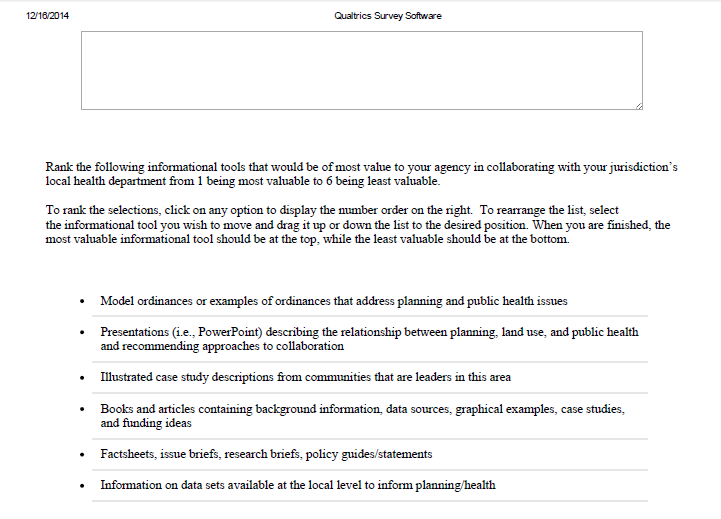 12/16/2014
Qualtrics Survey Software
Rank the following informational tools that would be of most value to your agency in collaborating with your jurisdiction’s
local health department from 1 being most valuable to 6 being least valuable.
To rank the selections, click on any option to display the number order on the right.  To rearrange the list, select
the informational tool you wish to move and drag it up or down the list to the desired position. When you are finished, the
most valuable informational tool should be at the top, while the least valuable should be at the bottom.
• Model ordinances or examples of ordinances that address planning and public health issues
• Presentations (i.e., PowerPoint) describing the relationship between planning, land use, and public health
and recommending approaches to collaboration
• Illustrated case study descriptions from communities that are leaders in this area
• Books and articles containing background information, data sources, graphical examples, case studies,
and funding ideas
• Factsheets, issue briefs, research briefs, policy guides/statements
• Information on data sets available at the local level to inform planning/health